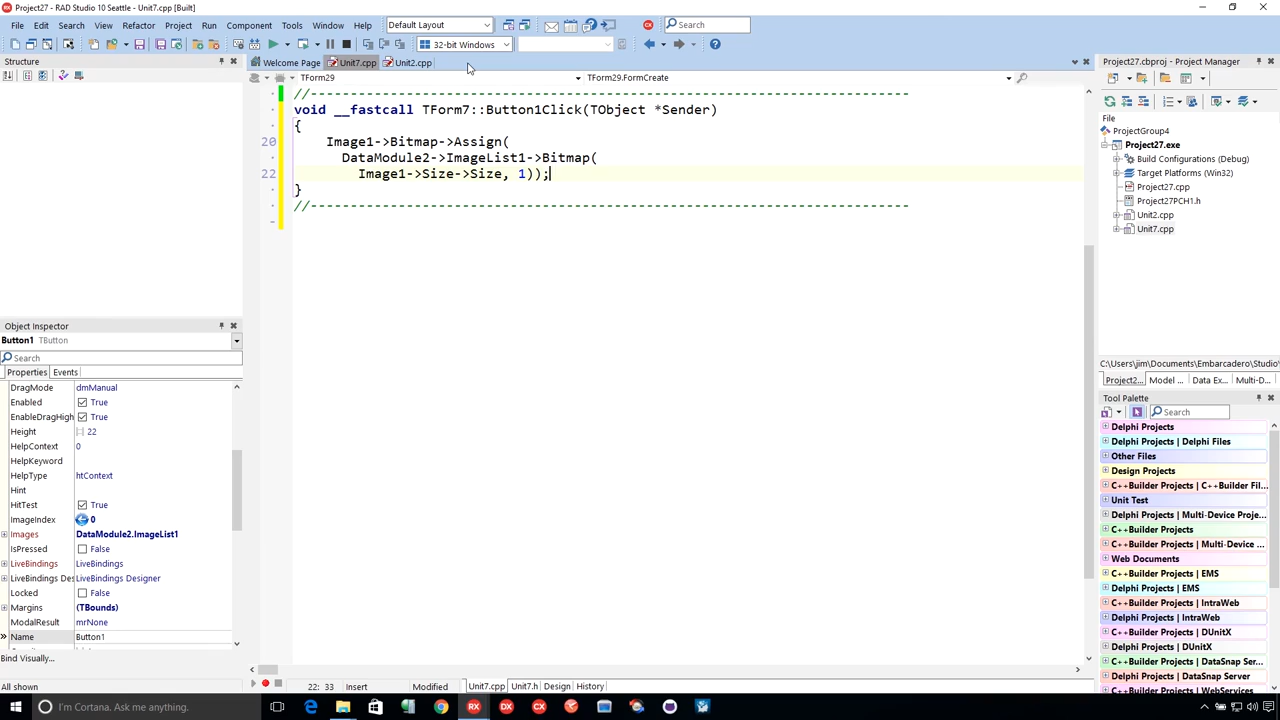 Project27 - RAD Studio 10 Seattle - Unit7.cpp [Built]
File Edit Search View Refactor Project Run Component Tools Window Help Default Layout Search
32-bit Windows
Structure
Welcome Page Unit7.cpp Unit2.cpp
TForm29 TForm29.FormCreate
//---------------------------------------------------------------------------
void __fastcall TForm7::Button1Click(TObject *Sender)
{
20 Image1->Bitmap->Assign(
DataModule2->ImageList1->Bitmap(
22 Image1->Size->Size, 1));
}
//---------------------------------------------------------------------------
Object Inspector
Button1 TButton
Search
Properties Events
DragMode dmManual
Enabled True
EnableDragHigh True
Height 22
HelpContext 0
HelpKeyword
HelpType htContext
Hint
HitTest True
ImageIndex 0
Images DataModule2.ImageList1
IsPressed False
LiveBindings LiveBindings
LiveBindings Des LiveBindings Designer
Locked False
Margins (TBounds)
ModalResult mrNone
Name Button1
Bind Visually...
All shown
22: 33 Insert Modified Unit7.cpp Unit7.h Design History
Project27.cbproj - Project Manager
File
ProjectGroup4
Project27.exe
Build Configurations (Debug)
Target Platforms (Win32)
Project27.cpp
Project27PCH1.h
Unit2.cpp
Unit7.cpp
C:\Users\jim\Documents\Embarcadero\Studio\
Project2... Model ... Data Ex... Multi-D...
Tool Palette
Search
Delphi Projects
Delphi Projects | Delphi Files
Other Files
Design Projects
C++Builder Projects | C++Builder Fil...
Unit Test
Delphi Projects | Multi-Device Proje...
C++Builder Projects
C++Builder Projects | Multi-Device ...
Web Documents
C++Builder Projects | EMS
Delphi Projects | EMS
C++Builder Projects | IntraWeb
Delphi Projects | IntraWeb
C++Builder Projects | DUnitX
Delphi Projects | DUnitX
C++Builder Projects | DataSnap Ser...
Delphi Projects | DataSnap Server
C++Builder Projects | WebServices
I'm Cortana. Ask me anything.
RX DX CX